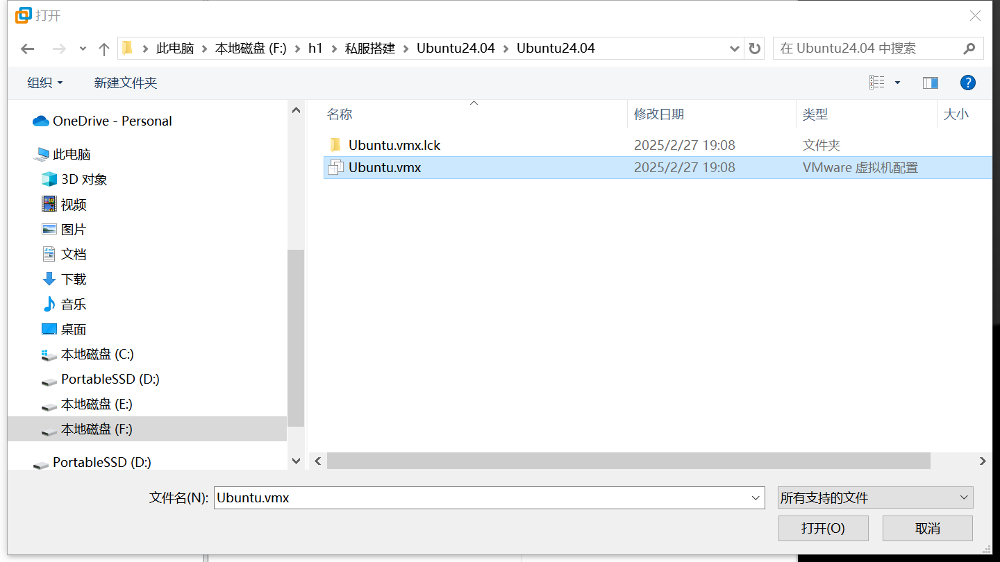 打开
此电脑 本地磁盘 (F:) h1 私服搭建 Ubuntu24.04 Ubuntu24.04
在 Ubuntu24.04 中搜索
组织 新建文件夹
OneDrive - Personal
此电脑
3D 对象
视频
图片
文档
下载
音乐
桌面
本地磁盘 (C:)
PortableSSD (D:)
本地磁盘 (E:)
本地磁盘 (F:)
PortableSSD (D:)
名称 修改日期 类型 大小
Ubuntu.vmx.lck 2025/2/27 19:08 文件夹
Ubuntu.vmx 2025/2/27 19:08 VMware 虚拟机配置
文件名(N): Ubuntu.vmx 所有支持的文件
打开(O) 取消